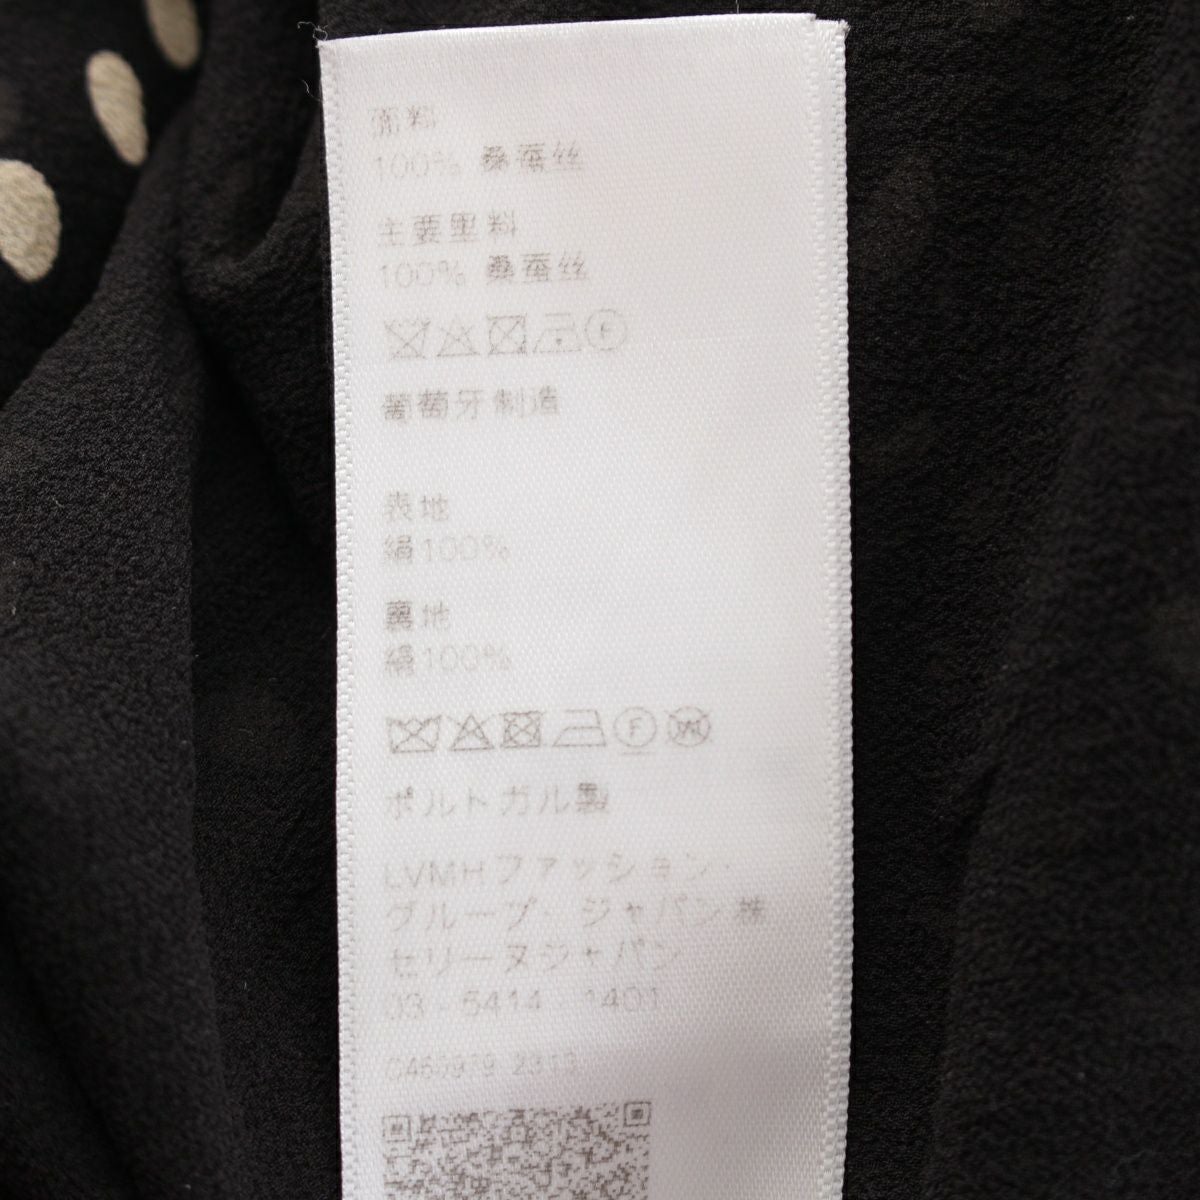 面料
100% 桑蚕丝
主要里料
100% 桑蚕丝
葡萄牙制造
表地
絹100%
裏地
絹100%
F
W
ポルトガル製
LVMHファッション・
グループ・ジャパン株
セリーヌジャパン
03 - 5414 - 1401